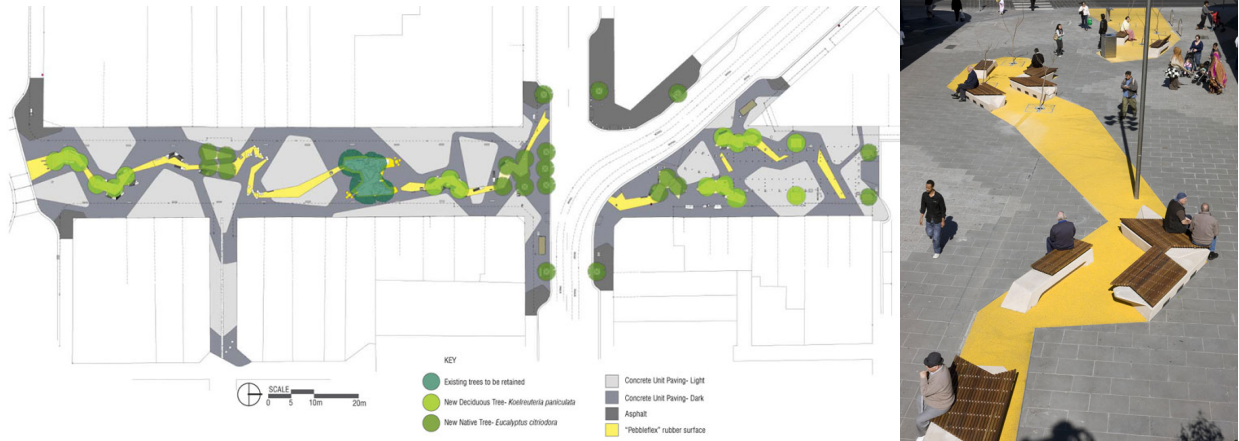 KEY
Existing trees to be retained
New Deciduous Tree- Koelreuteria paniculata
New Native Tree- Eucalyptus citriodora
Concrete Unit Paving- Light
Concrete Unit Paving- Dark
Asphalt
"Pebbleflex" rubber surface
SCALE
0 5 10m 20m